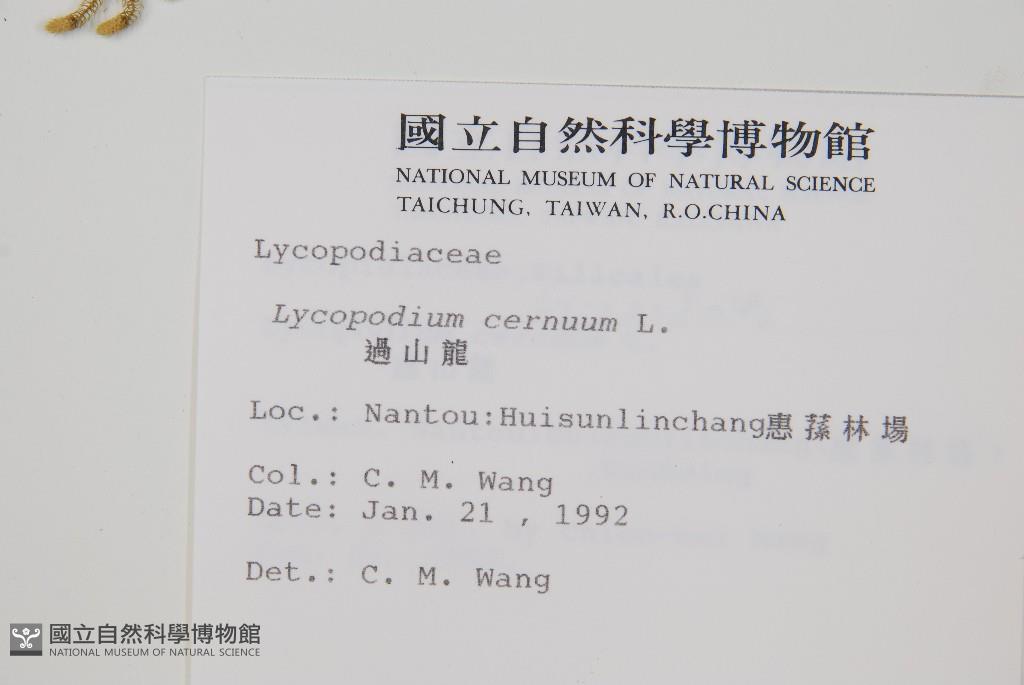 國立自然科學博物館
NATIONAL MUSEUM OF NATURAL SCIENCE
TAICHUNG, TAIWAN, R.O.CHINA
Lycopodiaceae
Lycopodium cernuum L.
過山龍
Loc.: Nantou:Huisunlinchang惠蓀林場
Col.: C. M. Wang
Date: Jan. 21 , 1992
Det.: C. M. Wang
國立自然科學博物館
NATIONAL MUSEUM OF NATURAL SCIENCE